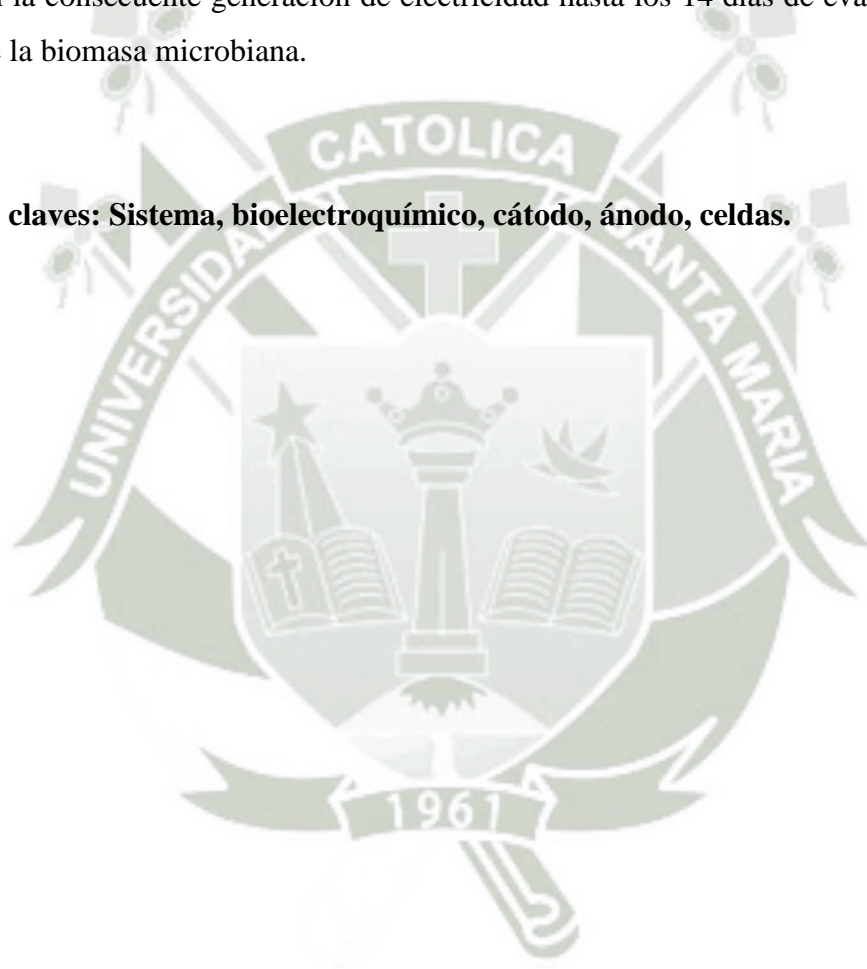 la consecuente generación de electricidad hasta los 14 días de
la biomasa microbiana.
claves: Sistema, bioelectroquímico, cátodo, ánodo, celdas.
UNIVERSIDAD CATOLICA SANTA MARIA
1961